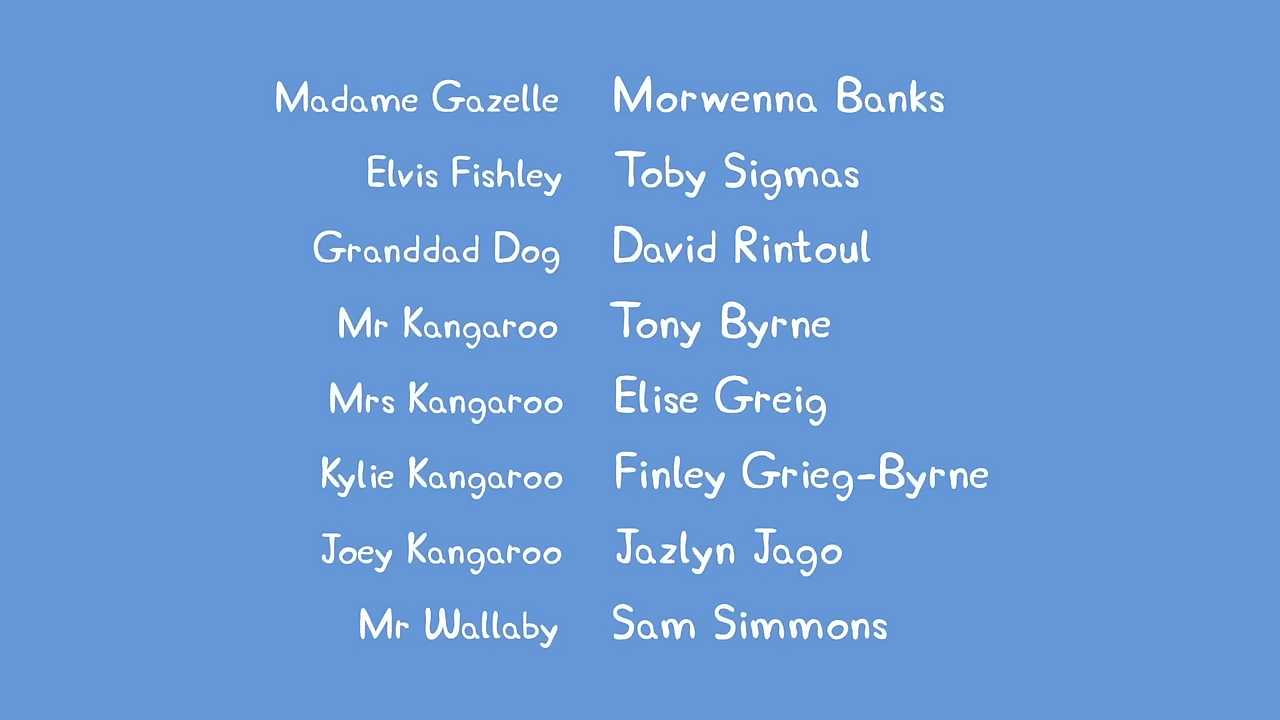 Madame Gazelle Morwenna Banks
Elvis Fishley Toby Sigmas
Granddad Dog David Rintoul
Mr Kangaroo Tony Byrne
Mrs Kangaroo Elise Greig
Kylie Kangaroo Finley Grieg-Byrne
Joey Kangaroo Jazlyn Jago
Mr Wallaby Sam Simmons